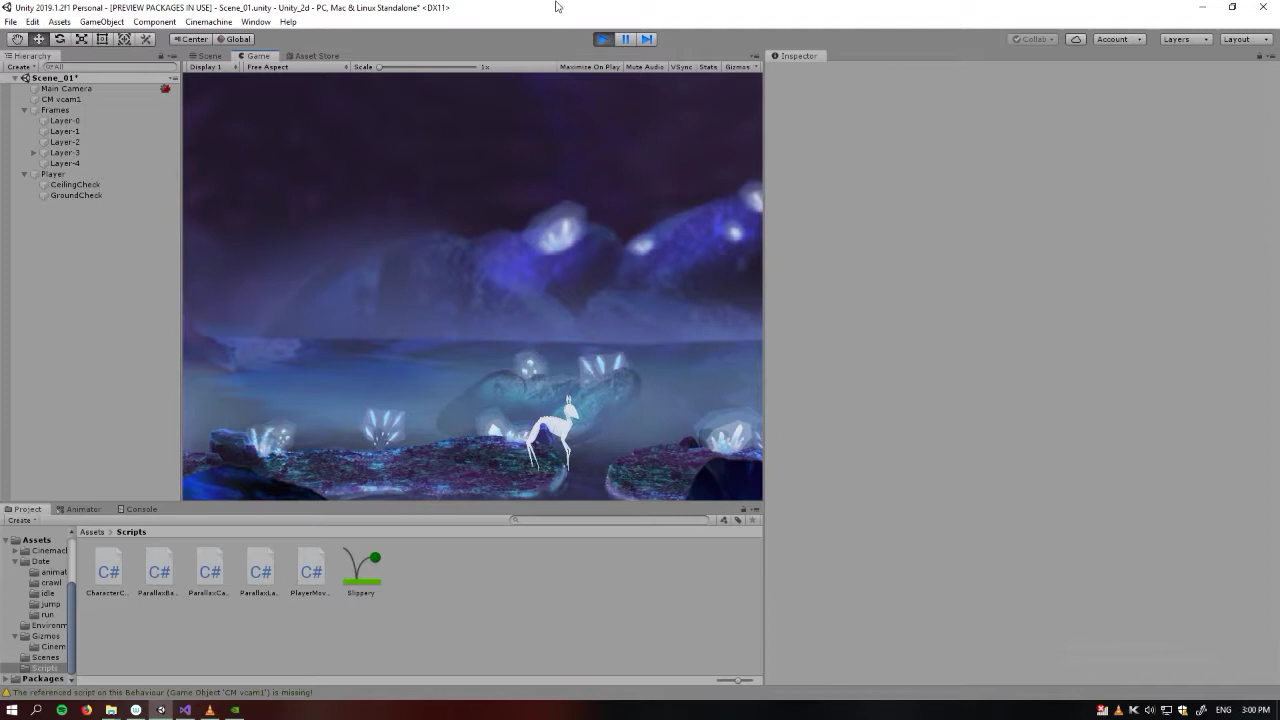 Unity 2019.1.2f1 Personal - [PREVIEW PACKAGES IN USE] - Scene_01.unity - Unity_2d - PC, Mac & Linux Standalone* <DX11>
File Edit Assets GameObject Component Cinemachine Window Help
Center Global Collab Account Layers Layout
Hierarchy Scene Game Asset Store Inspector
Create All Display 1 Free Aspect Scale 1x Maximize On Play Mute Audio VSync Stats Gizmos
Scene_01*
Main Camera
CM vcam1
Frames
Layer-0
Layer-1
Layer-2
Layer-3
Layer-4
Player
CeilingCheck
GroundCheck
Project Animator Console
Create
Assets > Scripts
Assets
Cinemacl
Dote
animat
crawl
idle
jump
run
Environm
Gizmos
Cinem
Scenes
Scripts
Packages
C# C# C# C# C#
CharacterC... ParallaxBa... ParallaxCa... ParallaxLa... PlayerMov... Slippery
The referenced script on this Behaviour (Game Object 'CM vcam1') is missing!
ENG 3:00 PM